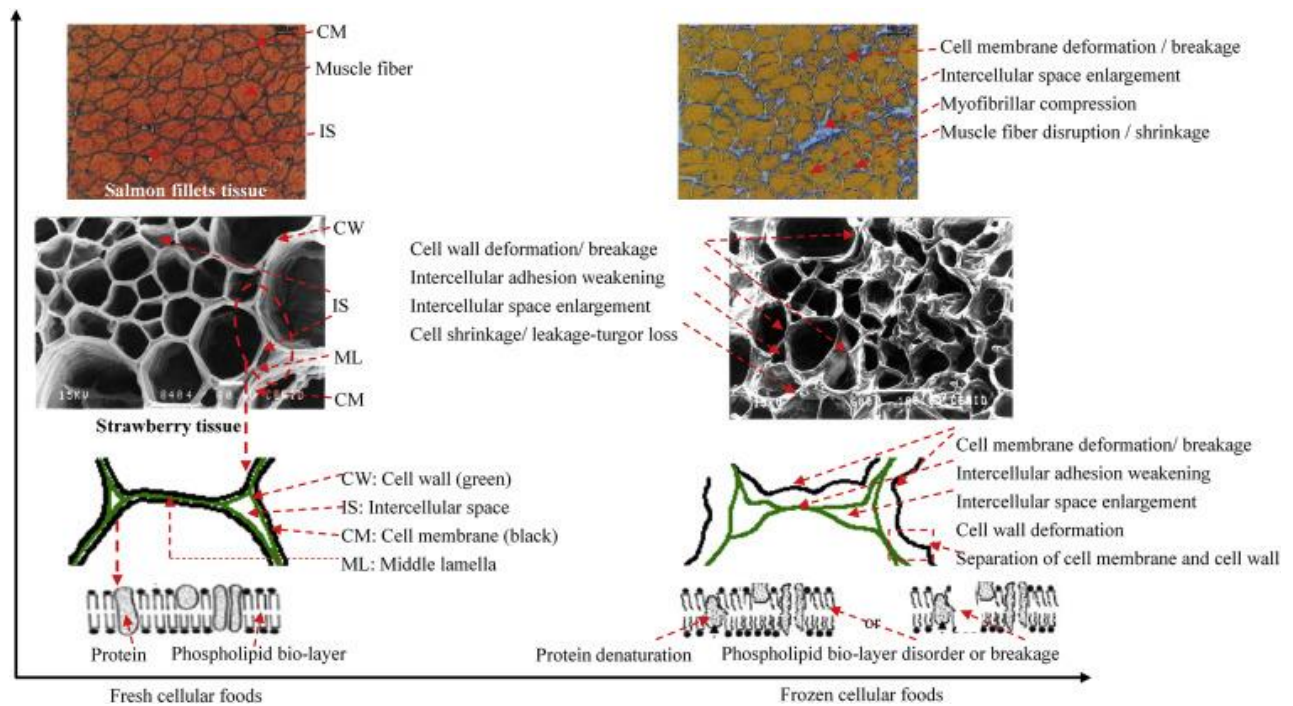 CM
Muscle fiber
IS
Salmon fillets tissue
Cell membrane deformation / breakage
Intercellular space enlargement
Myofibrillar compression
Muscle fiber disruption / shrinkage
CW
IS
ML
CM
15KV
Strawberry tissue
Cell wall deformation/ breakage
Intercellular adhesion weakening
Intercellular space enlargement
Cell shrinkage/ leakage-turgor loss
CW: Cell wall (green)
IS: Intercellular space
CM: Cell membrane (black)
ML: Middle lamella
Cell membrane deformation/ breakage
Intercellular adhesion weakening
Intercellular space enlargement
Cell wall deformation
Separation of cell membrane and cell wall
Protein
Phospholipid bio-layer
or
Protein denaturation
Phospholipid bio-layer disorder or breakage
Fresh cellular foods
Frozen cellular foods